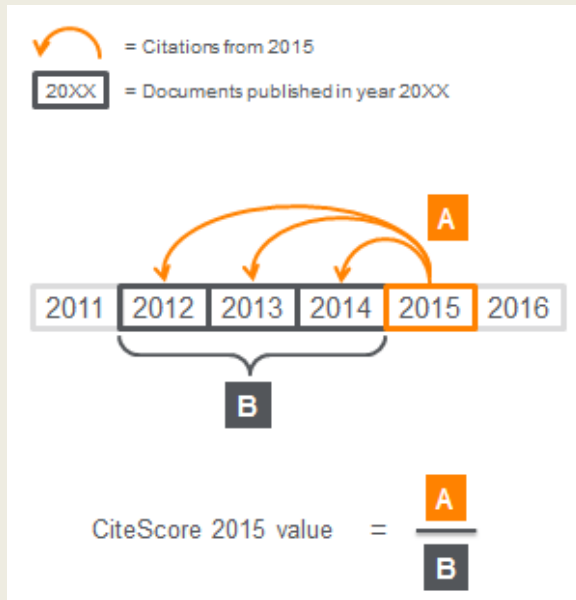 = Citations from 2015
20XX = Documents published in year 20XX
A
2011 2012 2013 2014 2015 2016
B
A
CiteScore 2015 value =
B